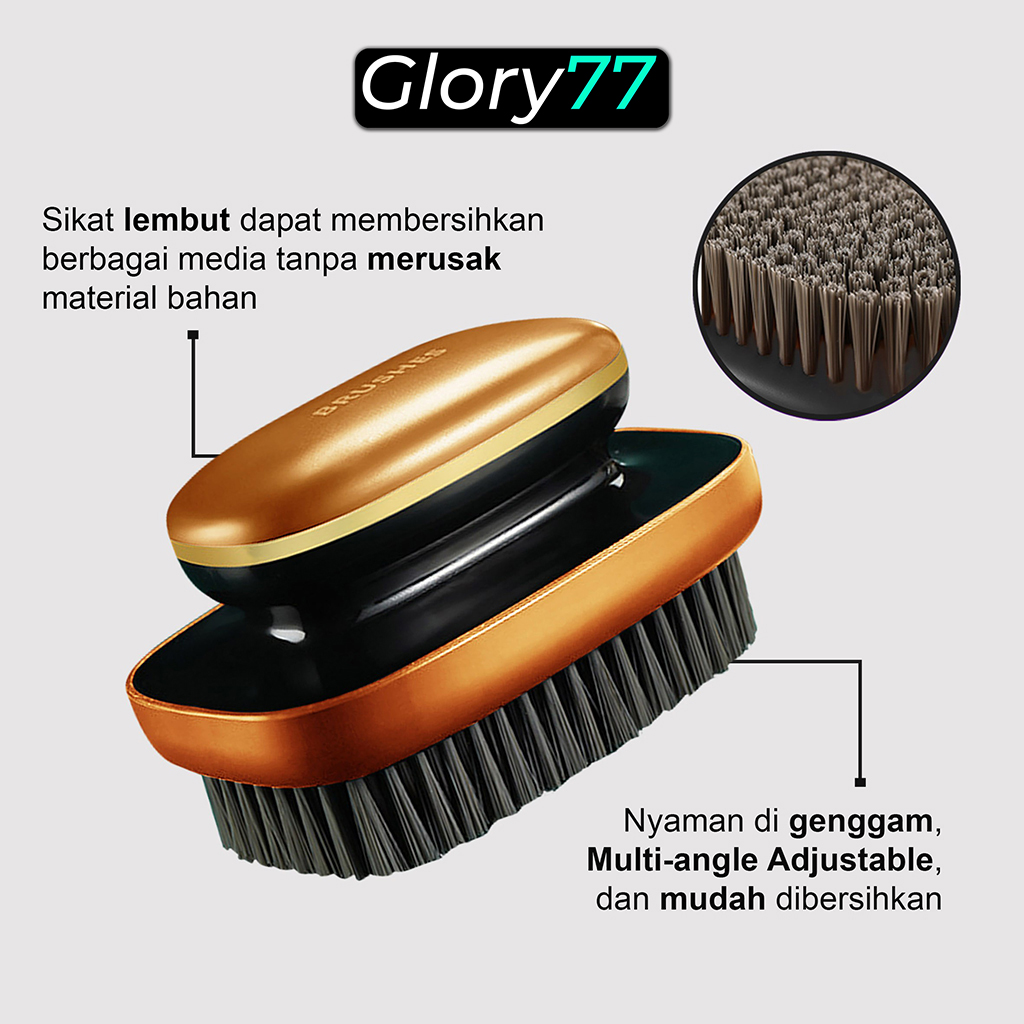 Glory77
Sikat lembut dapat membersihkan
berbagai media tanpa merusak
material bahan
BRUSHES
Nyaman di genggam,
Multi-angle Adjustable,
dan mudah dibersihkan